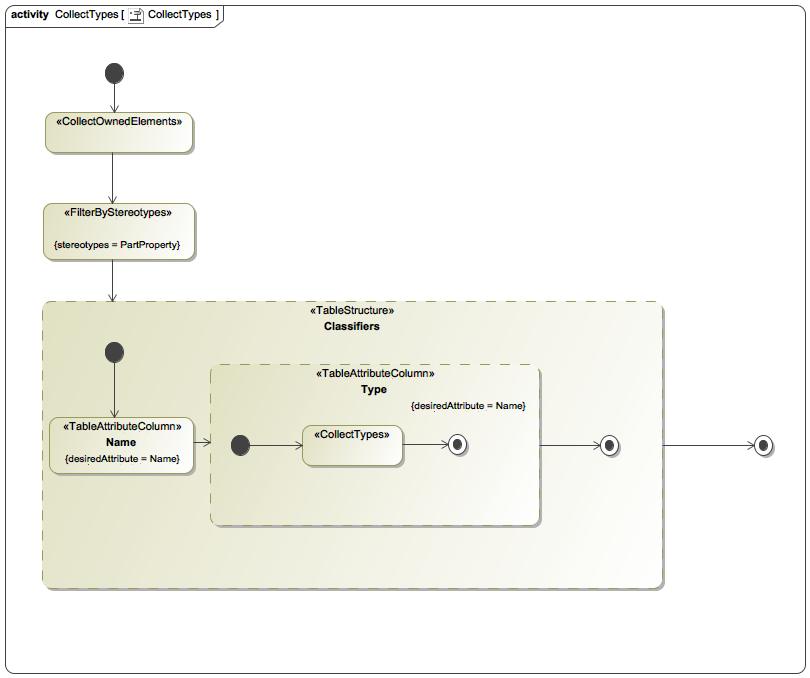 activity CollectTypes [ CollectTypes ]
«CollectOwnedElements»
«FilterByStereotypes»
{stereotypes = PartProperty}
«TableStructure»
Classifiers
«TableAttributeColumn»
Name
{desiredAttribute = Name}
«TableAttributeColumn»
Type
{desiredAttribute = Name}
«CollectTypes»